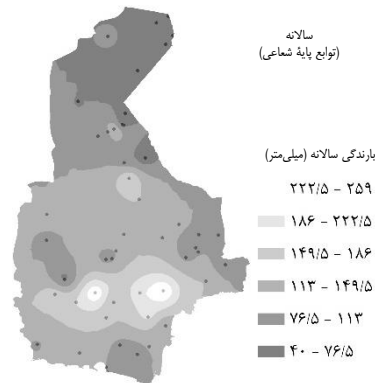 سالانه
(توابع پایهٔ شعاعی)
بارندگی سالانه (میلی‌متر)
۲۲۲/۵ - ۲۵۹
۱۸۶ - ۲۲۲/۵
۱۴۹/۵ - ۱۸۶
۱۱۳ - ۱۴۹/۵
۷۶/۵ - ۱۱۳
۴۰ - ۷۶/۵